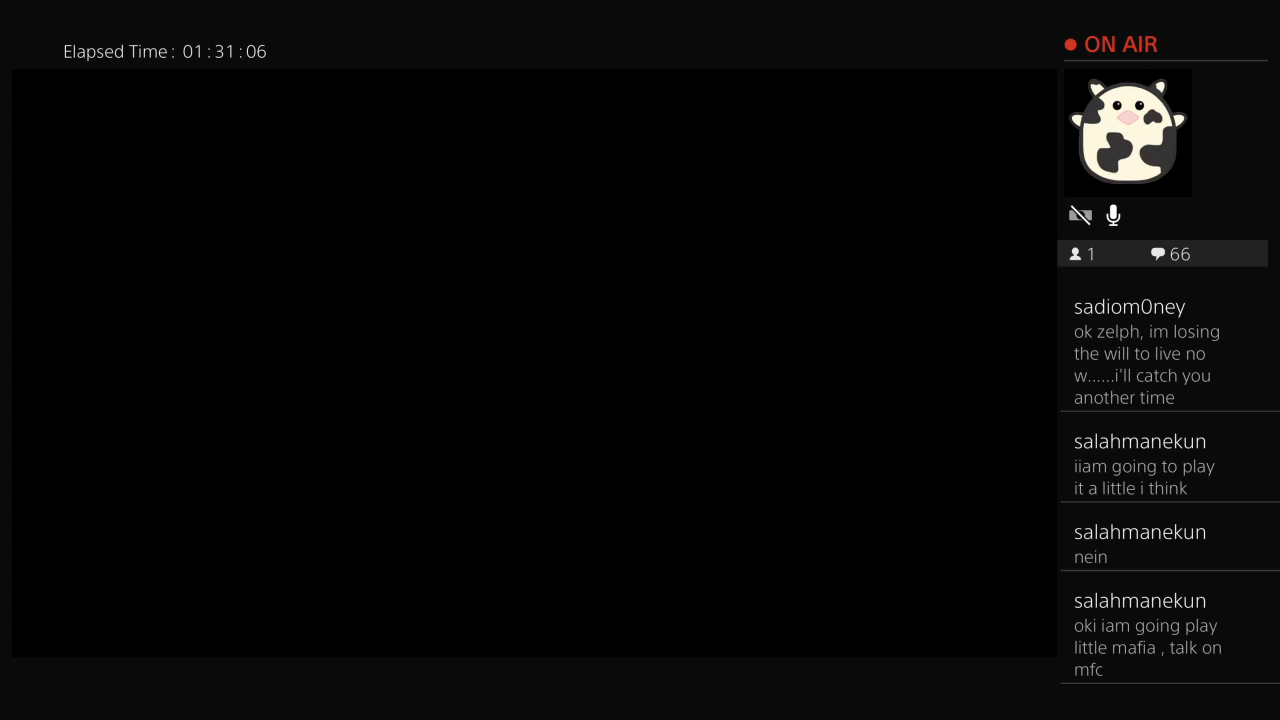 Elapsed Time : 01 : 31 : 06
ON AIR
1 66
sadiom0ney
ok zelph, im losing
the will to live no
w......i'll catch you
another time
salahmanekun
iiam going to play
it a little i think
salahmanekun
nein
salahmanekun
oki iam going play
little mafia , talk on
mfc